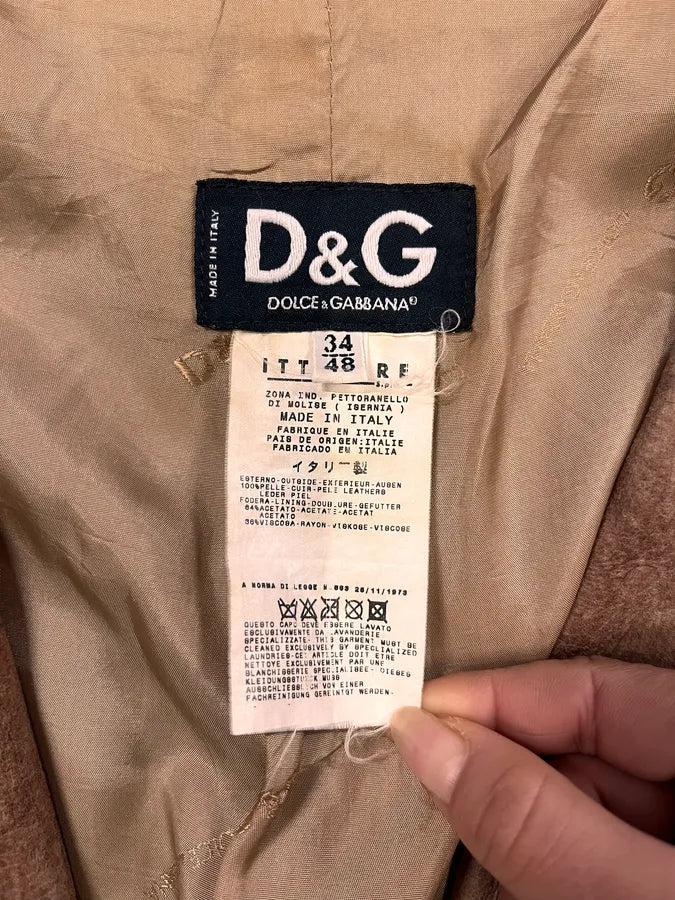 MADE IN ITALY
D&G
DOLCE & GABBANA®
34
48
ITT RE
S.p.
ZONA IND. PETTORANELLO
DI MOLISE ( ISERNIA )
MADE IN ITALY
FABRIQUE EN ITALIE
PAIS DE ORIGEN:ITALIE
FABRICADO EN ITALIA
イタリー製
ESTERNO-OUTSIDE-EXTERIEUR-AUBEN
100%PELLE-CUIR-PELE LEATHERS
LEDER PIEL
FODERA-LINING-DOUBLURE-GEFUTTER
64%ACETATO-ACETATE-ACETAT
ACETATO
36%VISCOSA-RAYON-VISKOSE-VISCOSE
A NORMA DI LEGGE N.883 26/11/1973
QUESTO CAPO DEVE ESSERE LAVATO
ESCLUSIVAMENTE DA LAVANDERIE
SPECIALIZZATE- THIS GARMENT MUST BE
CLEANED EXCLUSIVELY BY SPECIALIZED
LAUNDRIES-CET ARTICLE DOIT ETRE
NETTOYE EXCLUSIVEMENT PAR UNE
BLANCHISSERIE SPECIALISEE- DIESES
KLEIDUNGSSTUCK MUSS
AUSSCHLIESSLICH VON EINER
FACHREINIGUNG GEREINIGT WERDEN.